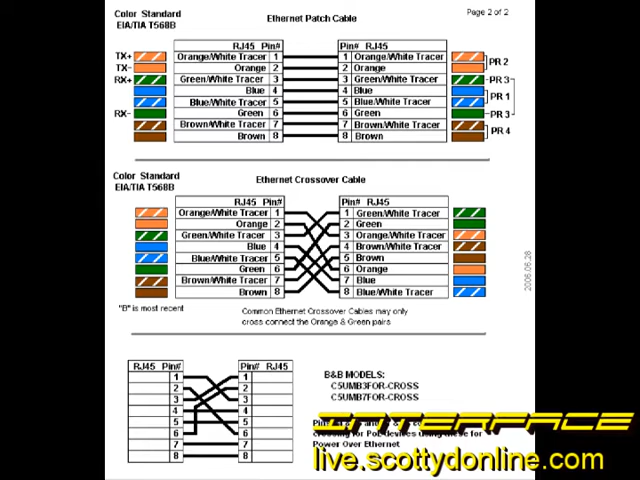 Color Standard
EIA/TIA T568B
Ethernet Patch Cable
Page 2 of 2
RJ45 Pin#
Pin# RJ45
TX+ Orange/White Tracer 1 1 Orange/White Tracer
TX- Orange 2 2 Orange PR 2
RX+ Green/White Tracer 3 3 Green/White Tracer PR 3
Blue 4 4 Blue
Blue/White Tracer 5 5 Blue/White Tracer PR 1
RX- Green 6 6 Green PR 3
Brown/White Tracer 7 7 Brown/White Tracer
Brown 8 8 Brown PR 4
Color Standard
EIA/TIA T568B
Ethernet Crossover Cable
RJ45 Pin#
Pin# RJ45
Orange/White Tracer 1 1 Green/White Tracer
Orange 2 2 Green
Green/White Tracer 3 3 Orange/White Tracer
Blue 4 4 Brown/White Tracer
Blue/White Tracer 5 5 Brown
Green 6 6 Orange
Brown/White Tracer 7 7 Blue
Brown 8 8 Blue/White Tracer
2006.06.28
"B" is most recent
Common Ethernet Crossover Cables may only
cross connect the Orange & Green pairs
RJ45 Pin#
Pin# RJ45
1 1
2 2
3 3
4 4
5 5
6 6
7 7
8 8
B&B MODELS:
C5UMB3FOR-CROSS
C5UMB7FOR-CROSS
INTERFACE
crossing for PoE devices using these for
Power Over Ethernet
live.scottydonline.com